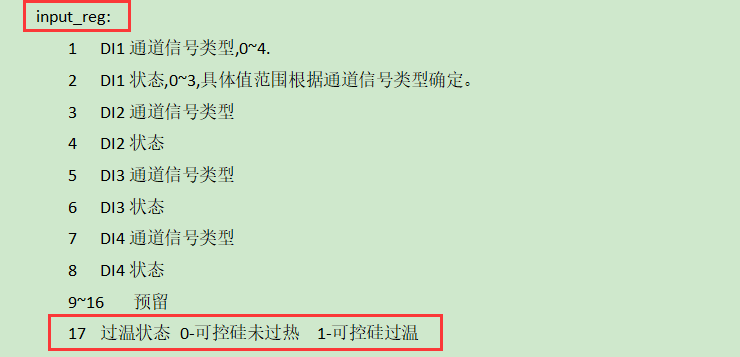 input_reg:
1 DI1 通道信号类型,0~4.
2 DI1 状态,0~3,具体值范围根据通道信号类型确定。
3 DI2 通道信号类型
4 DI2 状态
5 DI3 通道信号类型
6 DI3 状态
7 DI4 通道信号类型
8 DI4 状态
9~16 预留
17 过温状态 0-可控硅未过热 1-可控硅过温